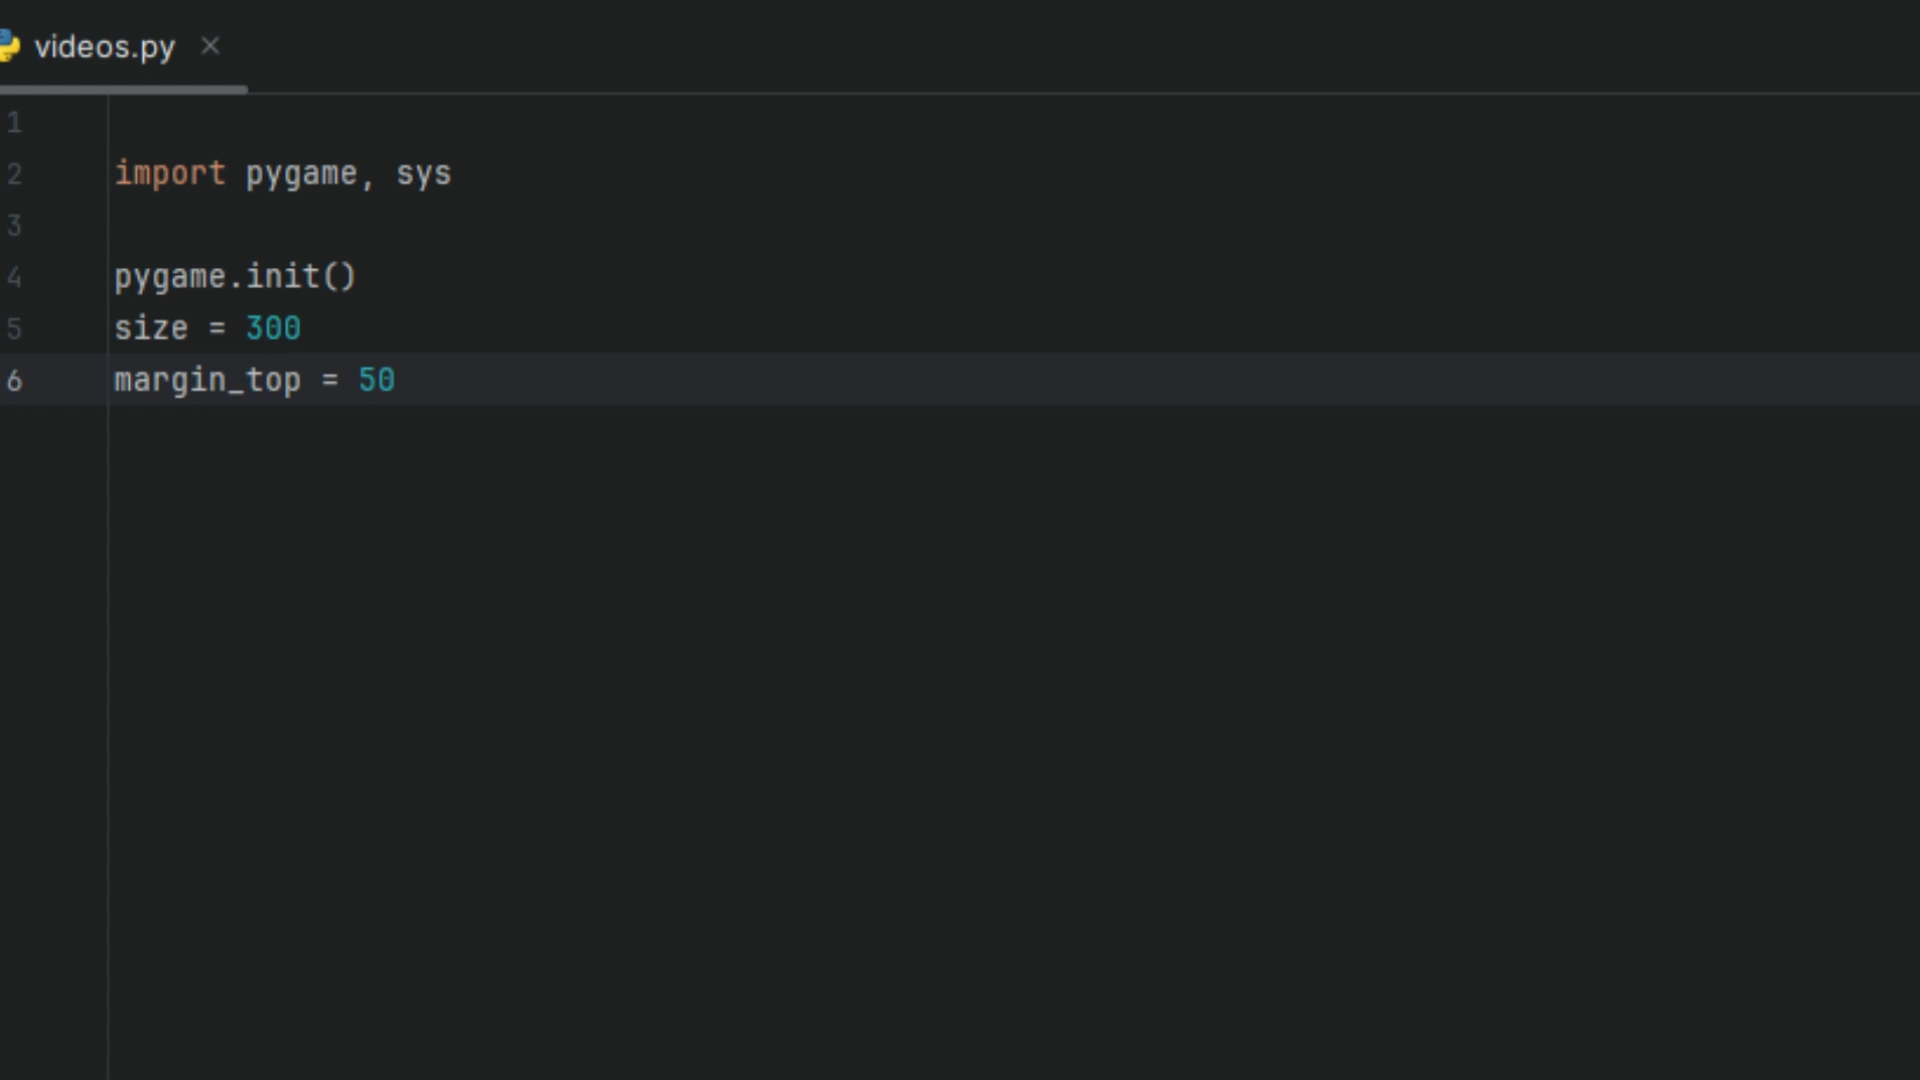 videos.py ×
1
2 import pygame, sys
3
4 pygame.init()
5 size = 300
6 margin_top = 50